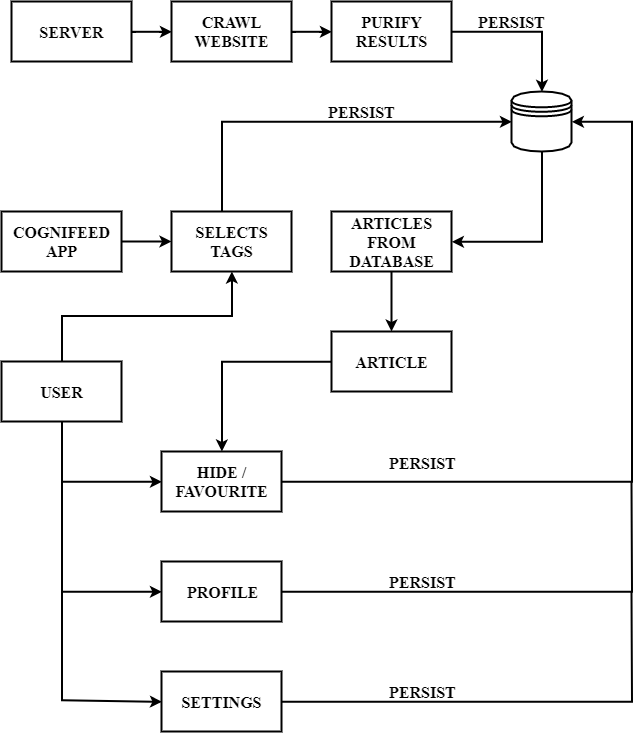 PERSIST
SERVER
CRAWL
WEBSITE
PURIFY
RESULTS
PERSIST
COGNIFEED
APP
SELECTS
TAGS
ARTICLES
FROM
DATABASE
ARTICLE
USER
HIDE /
FAVOURITE
PERSIST
PROFILE
PERSIST
SETTINGS
PERSIST